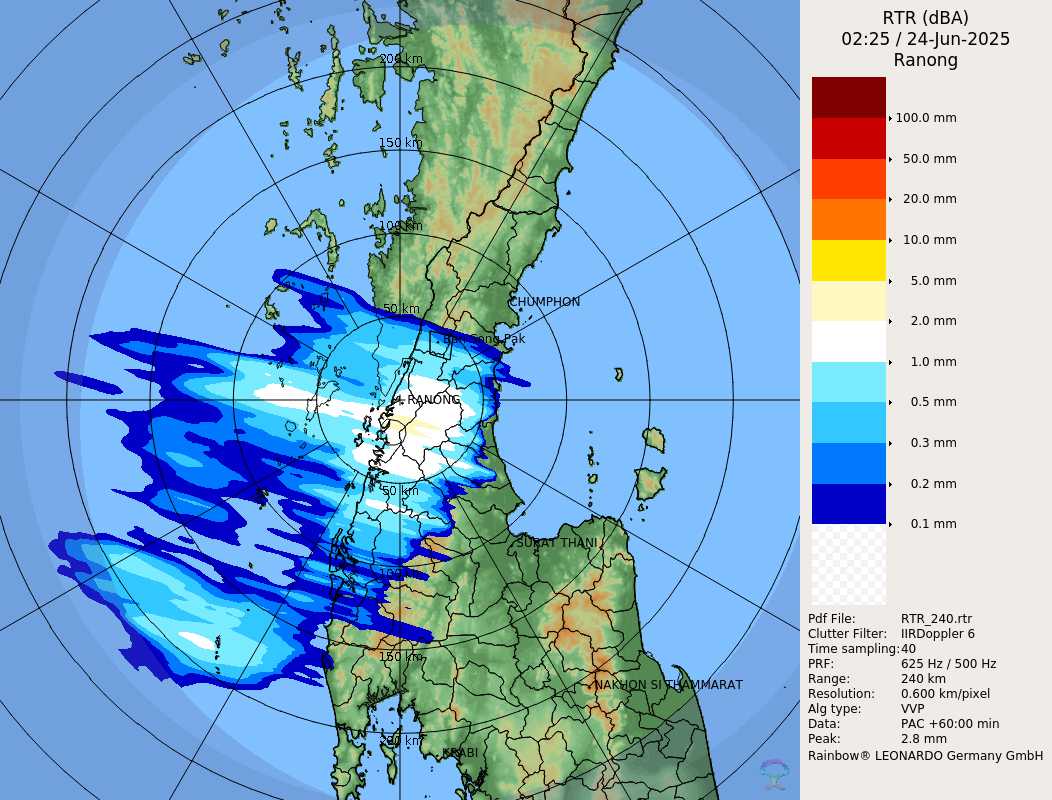 RTR (dBA)
02:25 / 24-Jun-2025
Ranong
100.0 mm
50.0 mm
20.0 mm
10.0 mm
5.0 mm
2.0 mm
1.0 mm
0.5 mm
0.3 mm
0.2 mm
0.1 mm
Pdf File: RTR_240.rtr
Clutter Filter: IIRDoppler 6
Time sampling:40
PRF: 625 Hz / 500 Hz
Range: 240 km
Resolution: 0.600 km/pixel
Alg type: VVP
Data: PAC +60:00 min
Peak: 2.8 mm
Rainbow® LEONARDO Germany GmbH
200 km
150 km
100 km
50 km
CHUMPHON
RANONG
50 km
SURAT THANI
100 km
150 km
NAKHON SI THAMMARAT
200 km
KRABI